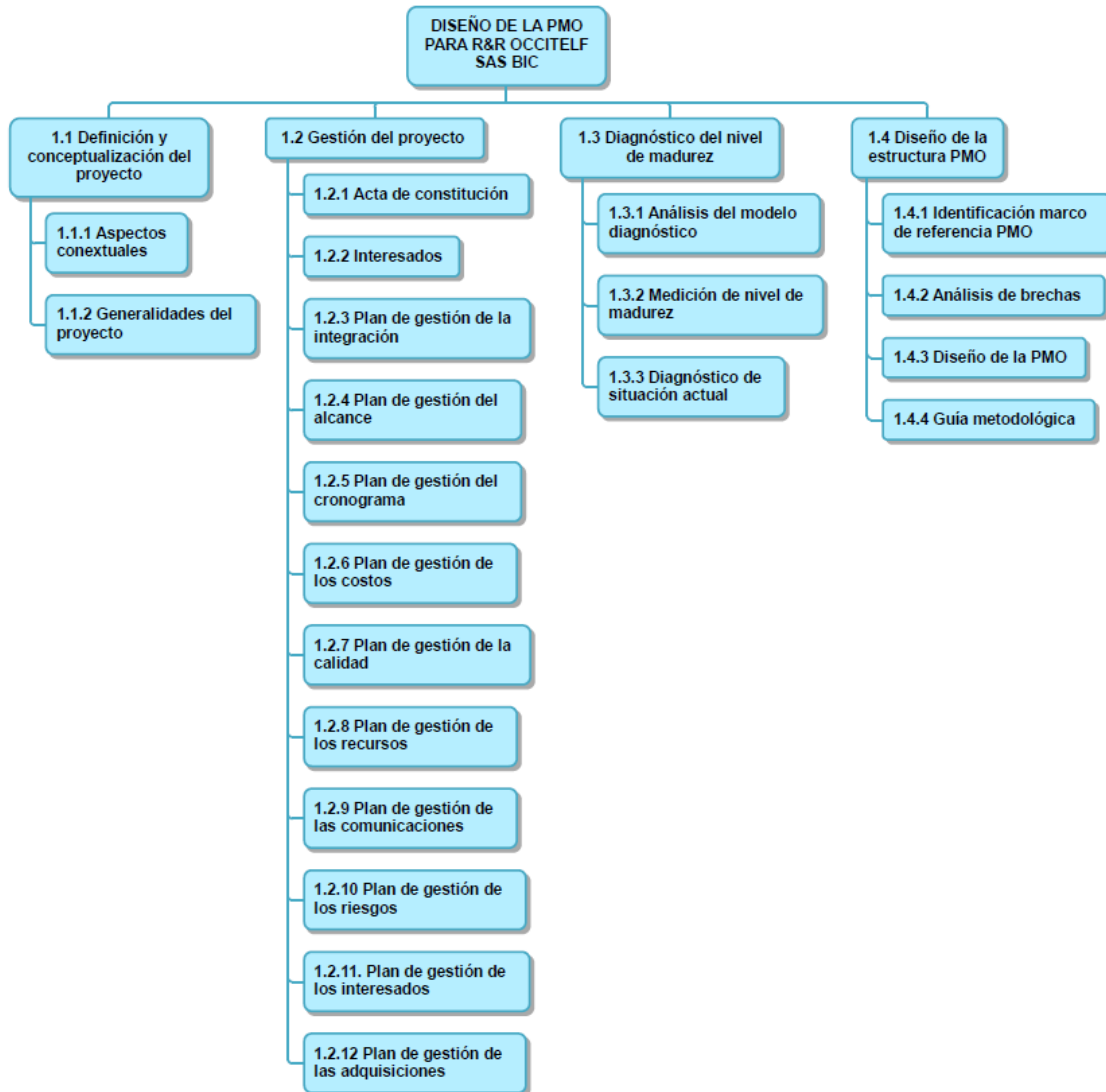 DISEÑO DE LA PMO
PARA R&R OCCITELF
SAS BIC
1.1 Definición y
conceptualización del
proyecto
1.1.1 Aspectos
conextuales
1.1.2 Generalidades del
proyecto
1.2 Gestión del proyecto
1.2.1 Acta de constitución
1.2.2 Interesados
1.2.3 Plan de gestión de la
integración
1.2.4 Plan de gestión del
alcance
1.2.5 Plan de gestión del
cronograma
1.2.6 Plan de gestión de
los costos
1.2.7 Plan de gestión de la
calidad
1.2.8 Plan de gestión de
los recursos
1.2.9 Plan de gestión de
las comunicaciones
1.2.10 Plan de gestión de
los riesgos
1.2.11. Plan de gestión de
los interesados
1.2.12 Plan de gestión de
las adquisiciones
1.3 Diagnóstico del nivel
de madurez
1.3.1 Análisis del modelo
diagnóstico
1.3.2 Medición de nivel de
madurez
1.3.3 Diagnóstico de
situación actual
1.4 Diseño de la
estructura PMO
1.4.1 Identificación marco
de referencia PMO
1.4.2 Análisis de brechas
1.4.3 Diseño de la PMO
1.4.4 Guía metodológica